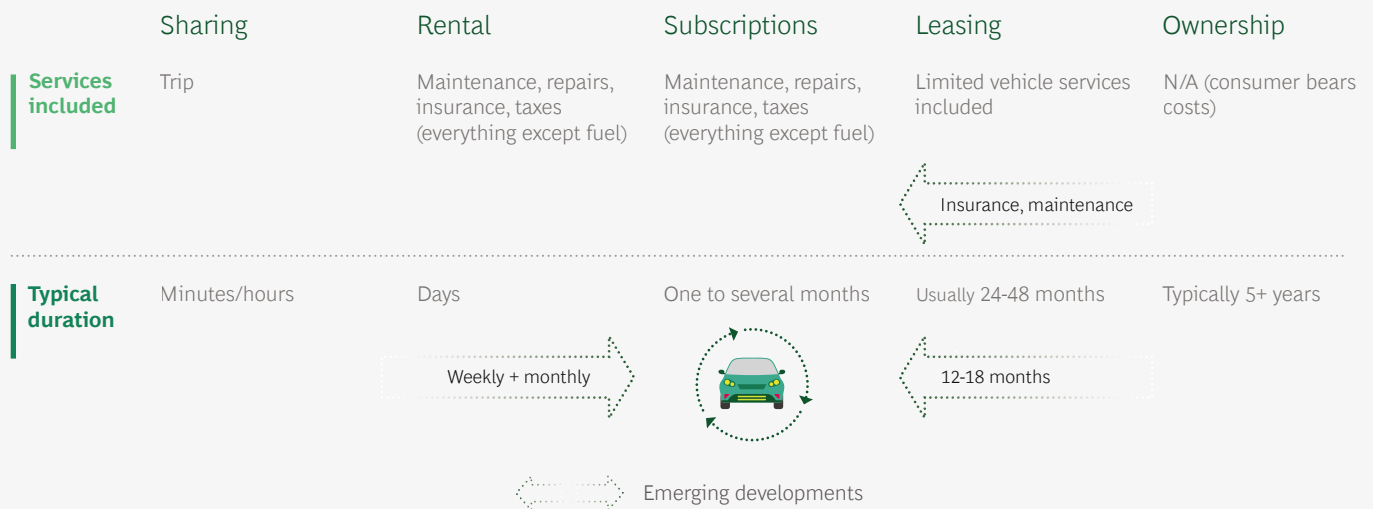 Sharing
Rental
Subscriptions
Leasing
Ownership
Services
included
Trip
Maintenance, repairs,
insurance, taxes
(everything except fuel)
Maintenance, repairs,
insurance, taxes
(everything except fuel)
Limited vehicle services
included
N/A (consumer bears
costs)
Insurance, maintenance
Typical
duration
Minutes/hours
Days
One to several months
Usually 24-48 months
Typically 5+ years
Weekly + monthly
12-18 months
Emerging developments